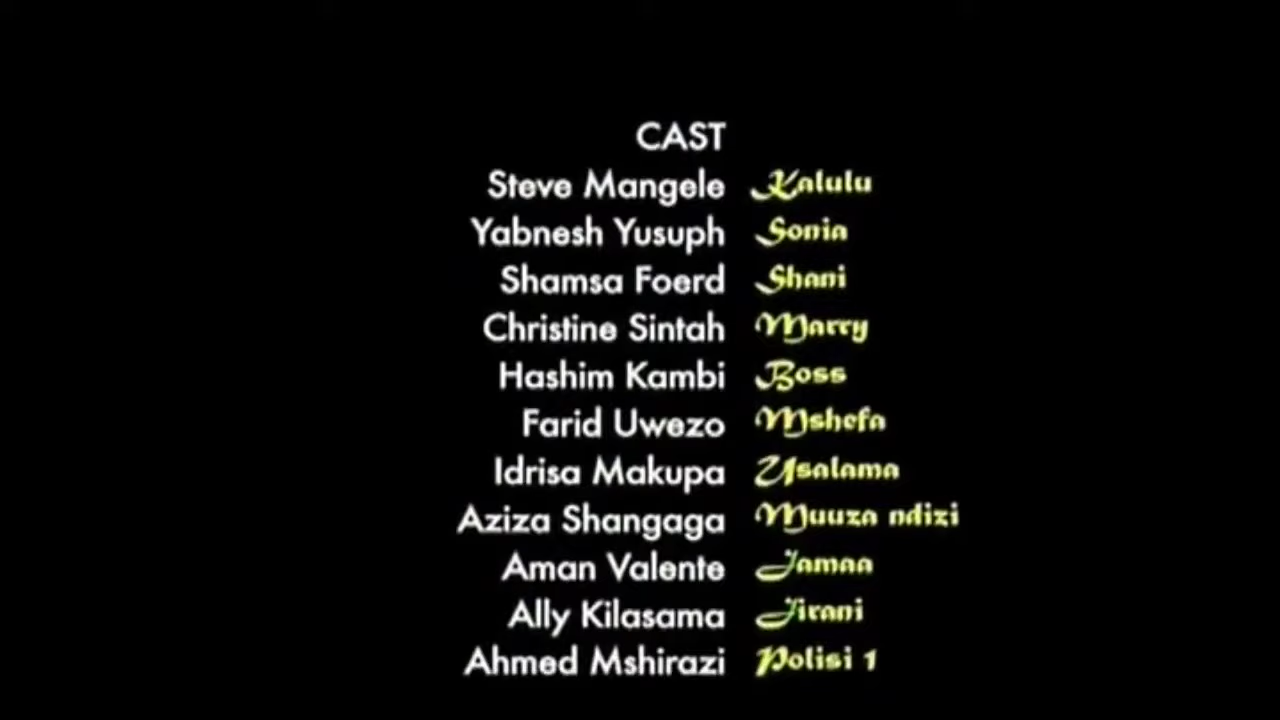 CAST
Steve Mangele Kalulu
Yabnesh Yusuph Sonia
Shamsa Foerd Shani
Christine Sintah Marry
Hashim Kambi Boss
Farid Uwezo Mshefa
Idrisa Makupa Usalama
Aziza Shangaga Muuza ndizi
Aman Valente Jamaa
Ally Kilasama Jirani
Ahmed Mshirazi Polisi 1